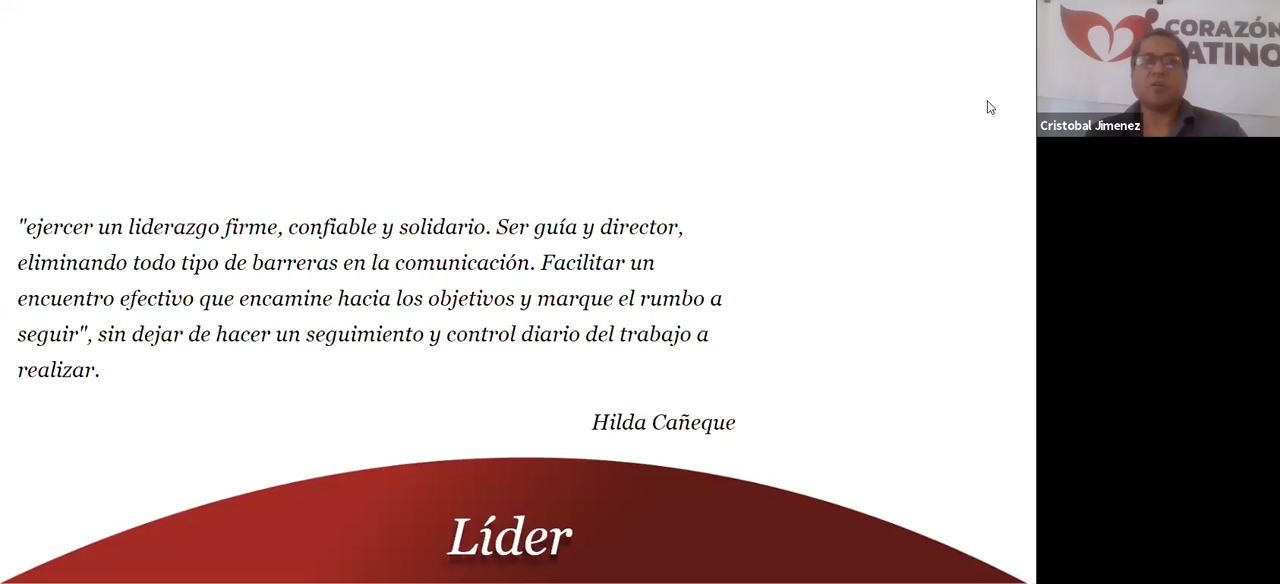 "ejercer un liderazgo firme, confiable y solidario. Ser guía y director,
eliminando todo tipo de barreras en la comunicación. Facilitar un
encuentro efectivo que encamine hacia los objetivos y marque el rumbo a
seguir", sin dejar de hacer un seguimiento y control diario del trabajo a
realizar.
Hilda Cañeque
Líder
CORAZÓN
ATINO
Cristobal Jimenez